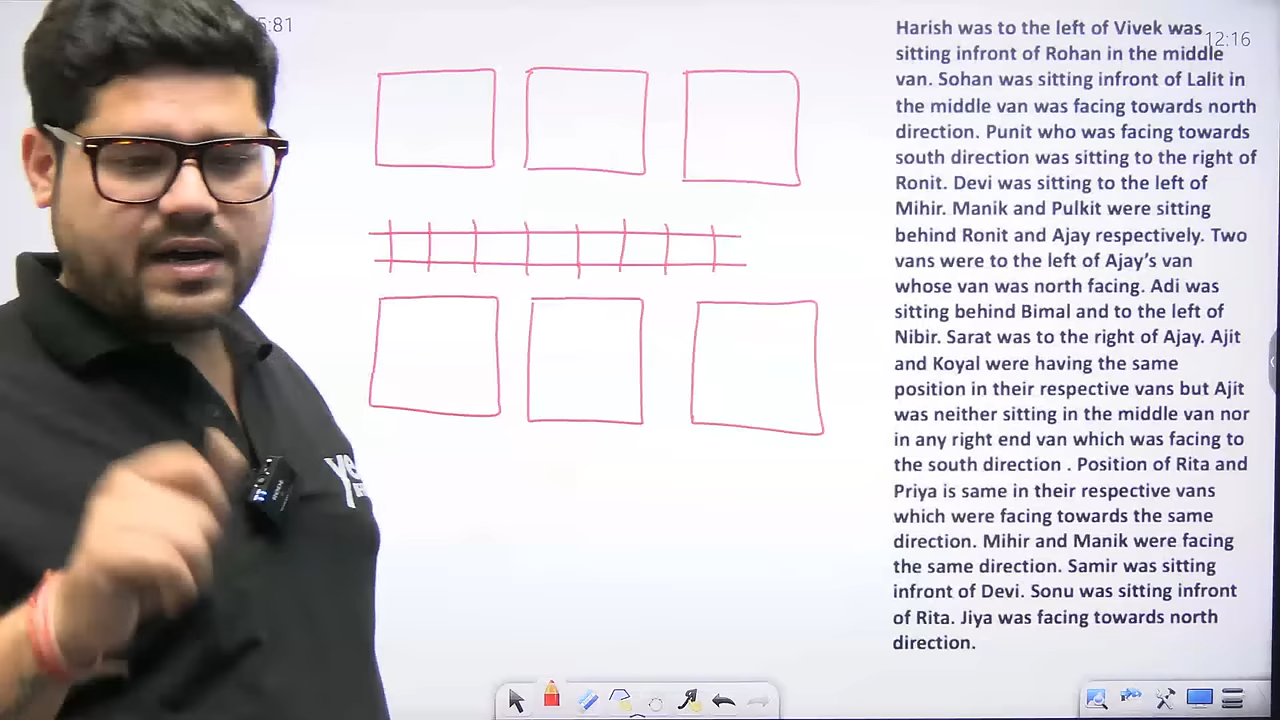 5:81
12:16
Harish was to the left of Vivek was
sitting infront of Rohan in the middle
van. Sohan was sitting infront of Lalit in
the middle van was facing towards north
direction. Punit who was facing towards
south direction was sitting to the right of
Ronit. Devi was sitting to the left of
Mihir. Manik and Pulkit were sitting
behind Ronit and Ajay respectively. Two
vans were to the left of Ajay's van
whose van was north facing. Adi was
sitting behind Bimal and to the left of
Nibir. Sarat was to the right of Ajay. Ajit
and Koyal were having the same
position in their respective vans but Ajit
was neither sitting in the middle van nor
in any right end van which was facing to
the south direction . Position of Rita and
Priya is same in their respective vans
which were facing towards the same
direction. Mihir and Manik were facing
the same direction. Samir was sitting
infront of Devi. Sonu was sitting infront
of Rita. Jiya was facing towards north
direction.